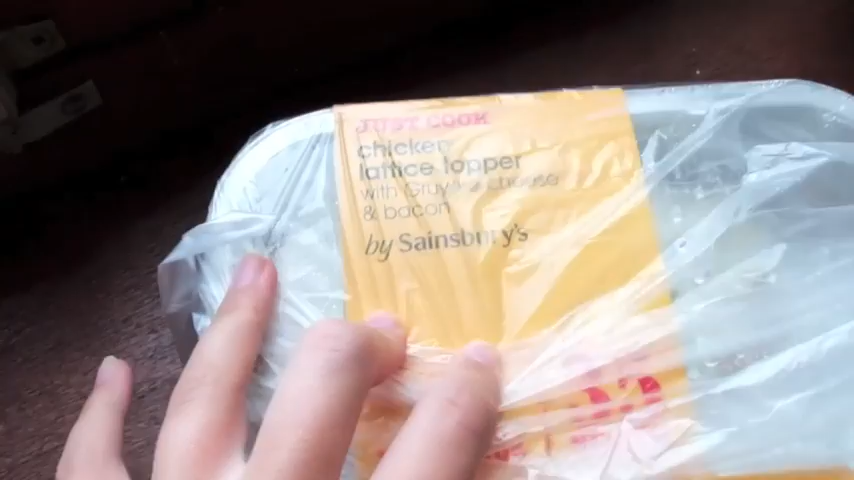 JUST COOK
chicken
lattice topper
with Gruyère cheese
& bacon
by Sainsbury's